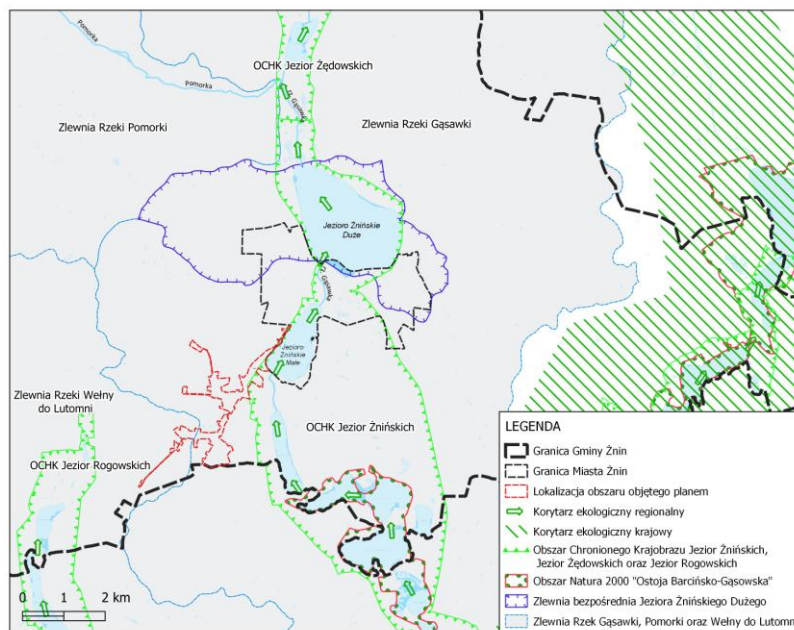 Pomorka
OCHK Jezior Żędowskich
Pomorka
Gąsawka
Zlewnia Rzeki Pomorki
Zlewnia Rzeki Gąsawki
Jezioro Żnińskie
Duże
Gąsawka
Jezioro
Żnińskie
Małe
Zlewnia Rzeki Wełny
do Lutomni
OCHK Jezior Żnińskich
OCHK Jezior Rogowskich
LEGENDA
Granica Gminy Żnin
Granica Miasta Żnin
Lokalizacja obszaru objętego planem
Korytarz ekologiczny regionalny
Korytarz ekologiczny krajowy
Obszar Chronionego Krajobrazu Jezior Żnińskich,
Jezior Żędowskich oraz Jezior Rogowskich
Obszar Natura 2000 "Ostoja Barcińsko-Gąsowska"
Zlewnia bezpośrednia Jeziora Żnińskiego Dużego
Zlewnia Rzek Gąsawki, Pomorki oraz Wełny do Lutomni
0 1 2 km